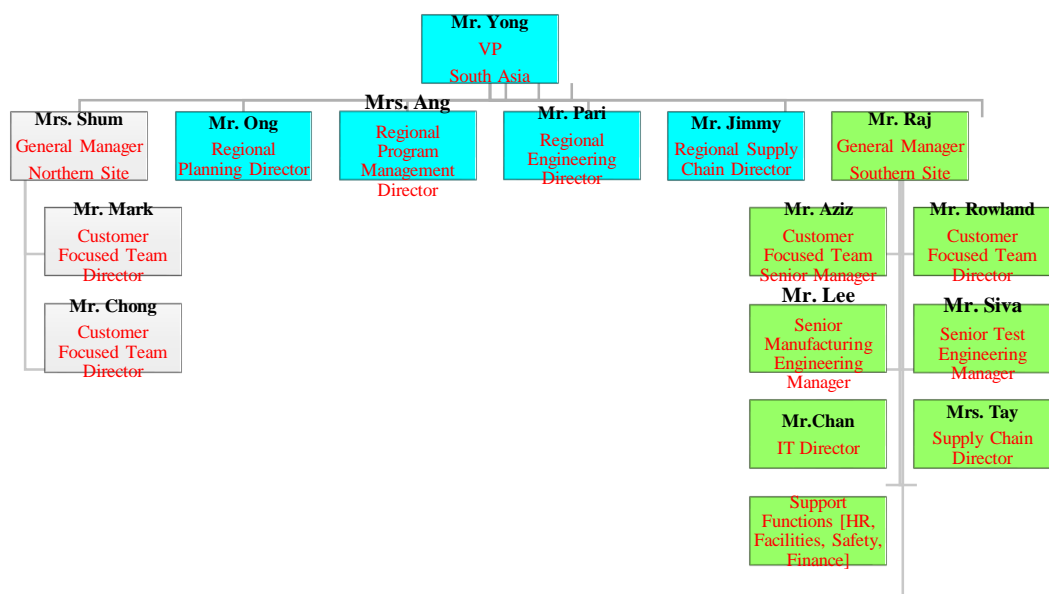 Mr. Yong
VP
South Asia
Mrs. Shum
General Manager
Northern Site
Mr. Ong
Regional
Planning Director
Mrs. Ang
Regional
Program
Management
Director
Mr. Pari
Regional
Engineering
Director
Mr. Jimmy
Regional Supply
Chain Director
Mr. Raj
General Manager
Southern Site
Mr. Mark
Customer
Focused Team
Director
Mr. Chong
Customer
Focused Team
Director
Mr. Aziz
Customer
Focused Team
Senior Manager
Mr. Rowland
Customer
Focused Team
Director
Mr. Lee
Senior
Manufacturing
Engineering
Manager
Mr. Siva
Senior Test
Engineering
Manager
Mr.Chan
IT Director
Mrs. Tay
Supply Chain
Director
Support
Functions [HR,
Facilities, Safety,
Finance]